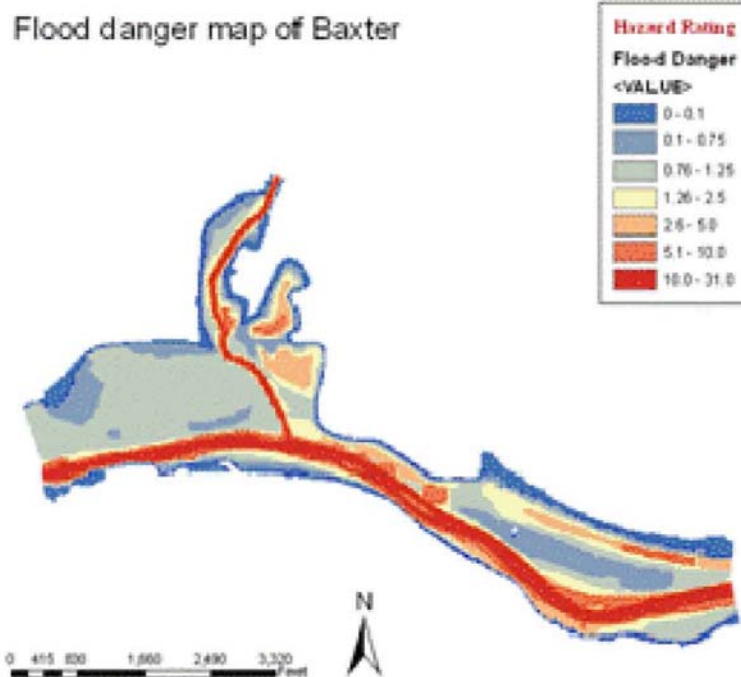 Flood danger map of Baxter
Hazard Rating
Flood Danger
<VALUE>
0 - 0.1
0.1 - 0.75
0.76 - 1.25
1.26 - 2.5
2.6 - 5.0
5.1 - 10.0
10.0 - 31.0
N
0 415 830 1,660 2,490 3,320
Feet